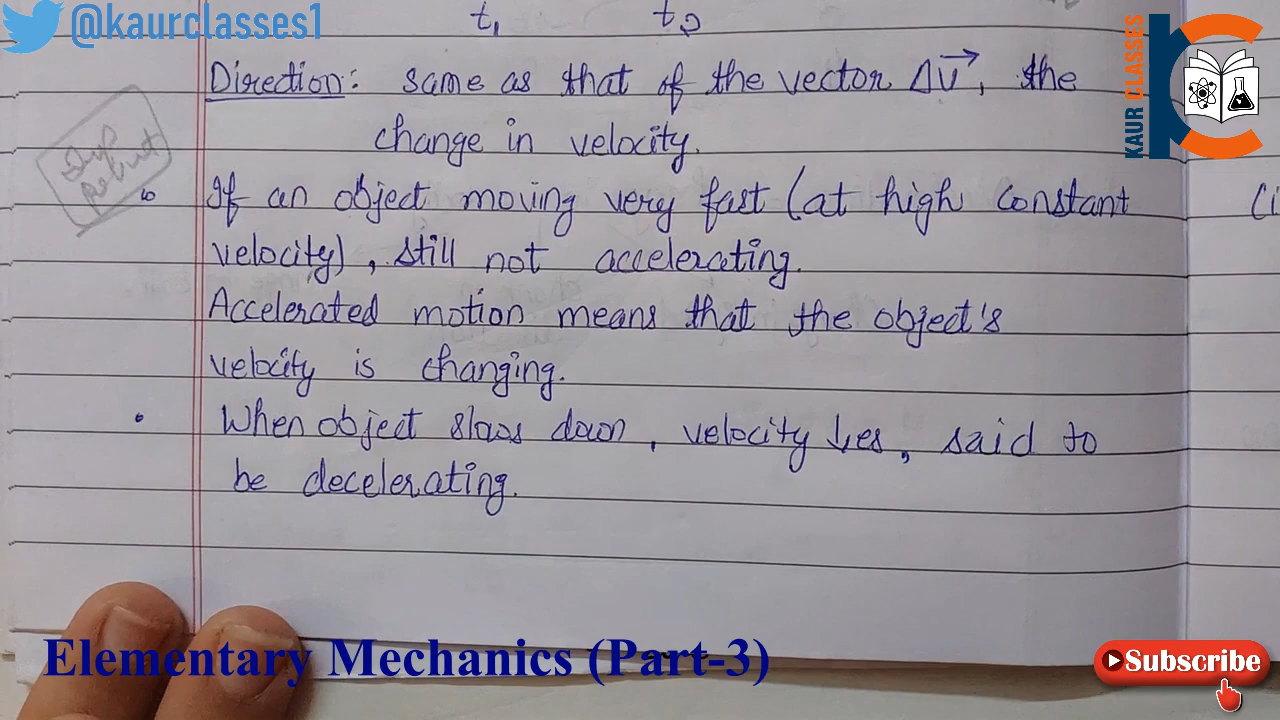 @kaurclasses1
t₁ t₂
KAUR CLASSES
Direction: same as that of the vector Δv⃗, the
change in velocity.
Imp
Point
If an object moving very fast (at high constant
velocity), still not accelerating.
Accelerated motion means that the object's
velocity is changing.
• When object slows down, velocity ↓es, said to
be decelerating.
(i
Elementary Mechanics (Part-3)
Subscribe